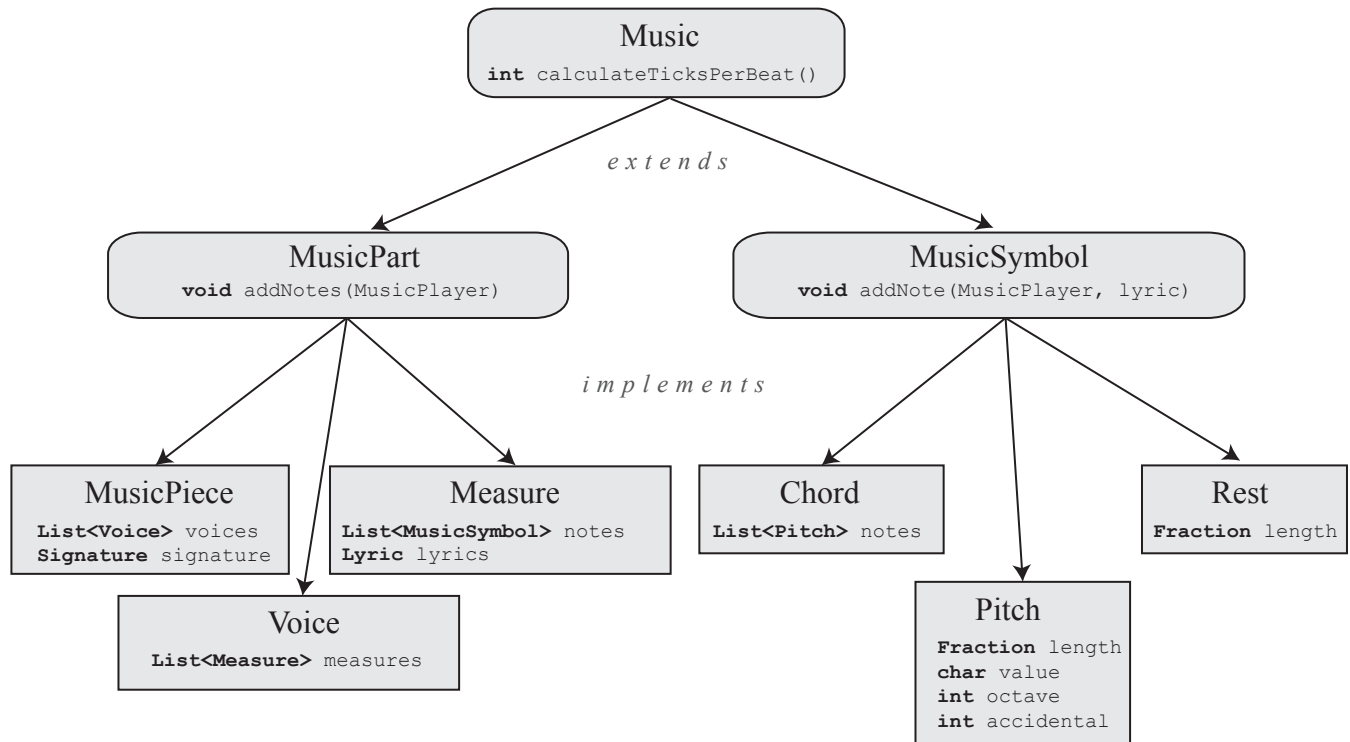 Music
int calculateTicksPerBeat()
extends
MusicPart
void addNotes(MusicPlayer)
MusicSymbol
void addNote(MusicPlayer, lyric)
implements
MusicPiece
List<Voice> voices
Signature signature
Measure
List<MusicSymbol> notes
Lyric lyrics
Chord
List<Pitch> notes
Rest
Fraction length
Voice
List<Measure> measures
Pitch
Fraction length
char value
int octave
int accidental